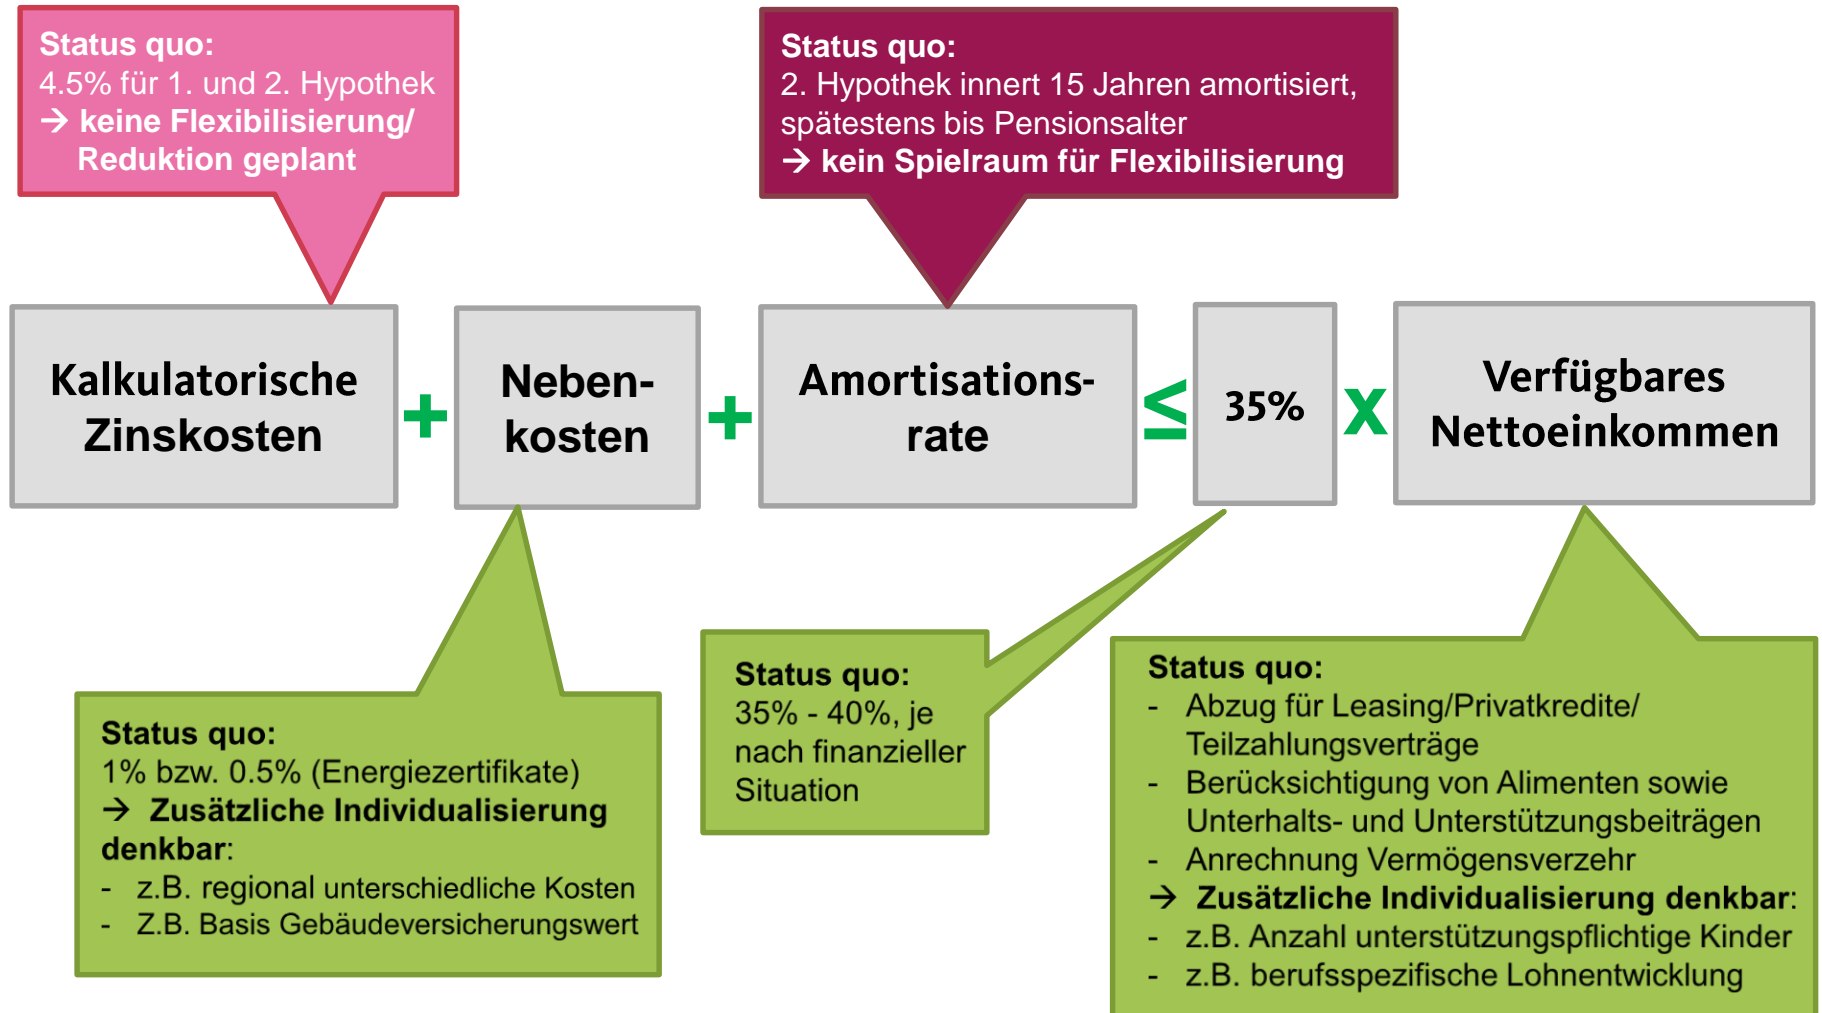 Status quo:
4.5% für 1. und 2. Hypothek
→ keine Flexibilisierung/
Reduktion geplant
Status quo:
2. Hypothek innert 15 Jahren amortisiert,
spätestens bis Pensionsalter
→ kein Spielraum für Flexibilisierung
Kalkulatorische
Zinskosten
+
Neben-
kosten
+
Amortisations-
rate
≤
35%
x
Verfügbares
Nettoeinkommen
Status quo:
1% bzw. 0.5% (Energiezertifikate)
→ Zusätzliche Individualisierung
denkbar:
- z.B. regional unterschiedliche Kosten
- Z.B. Basis Gebäudeversicherungswert
Status quo:
35% - 40%, je
nach finanzieller
Situation
Status quo:
- Abzug für Leasing/Privatkredite/
Teilzahlungsverträge
- Berücksichtigung von Alimenten sowie
Unterhalts- und Unterstützungsbeiträgen
- Anrechnung Vermögensverzehr
→ Zusätzliche Individualisierung denkbar:
- z.B. Anzahl unterstützungspflichtige Kinder
- z.B. berufsspezifische Lohnentwicklung